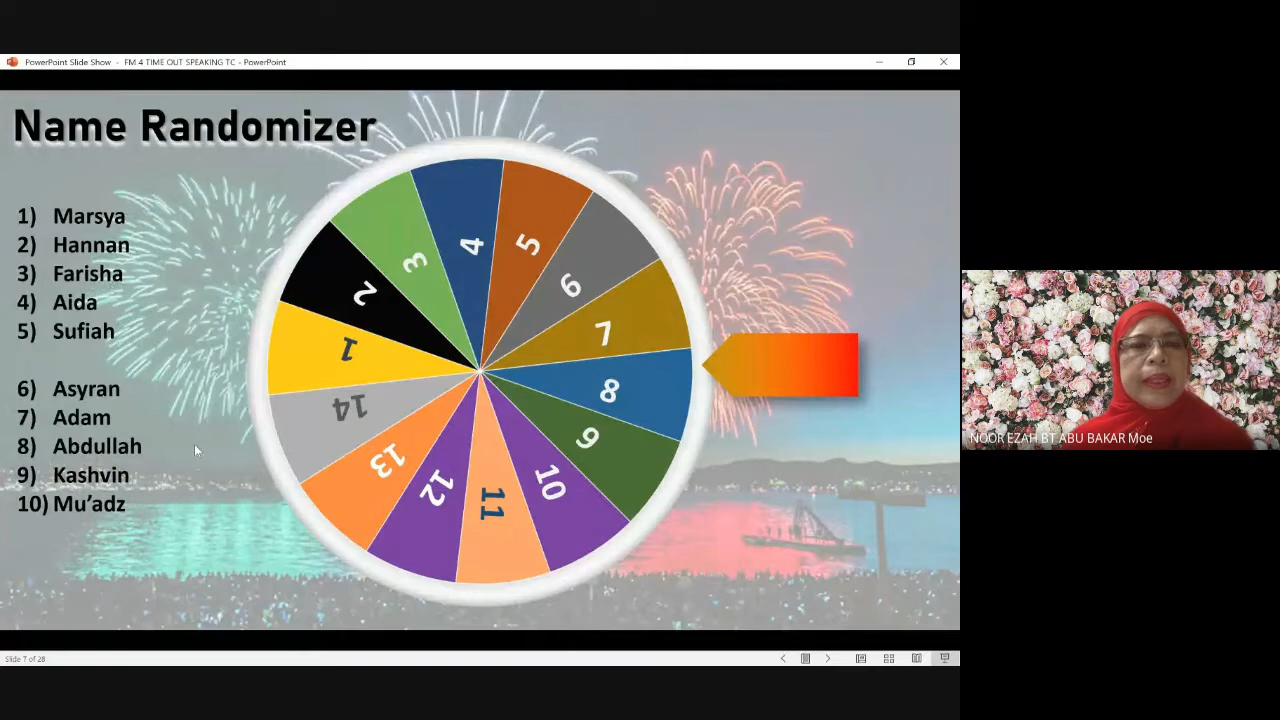 PowerPoint Slide Show - FM 4 TIME OUT SPEAKING TC - PowerPoint
Name Randomizer
1) Marsya
2) Hannan
3) Farisha
4) Aida
5) Sufiah
6) Asyran
7) Adam
8) Abdullah
9) Kashvin
10) Mu’adz
1
2
3
4
5
6
7
8
9
10
11
12
13
14
NOOR EZAH BT ABU BAKAR Moe
Slide 7 of 28